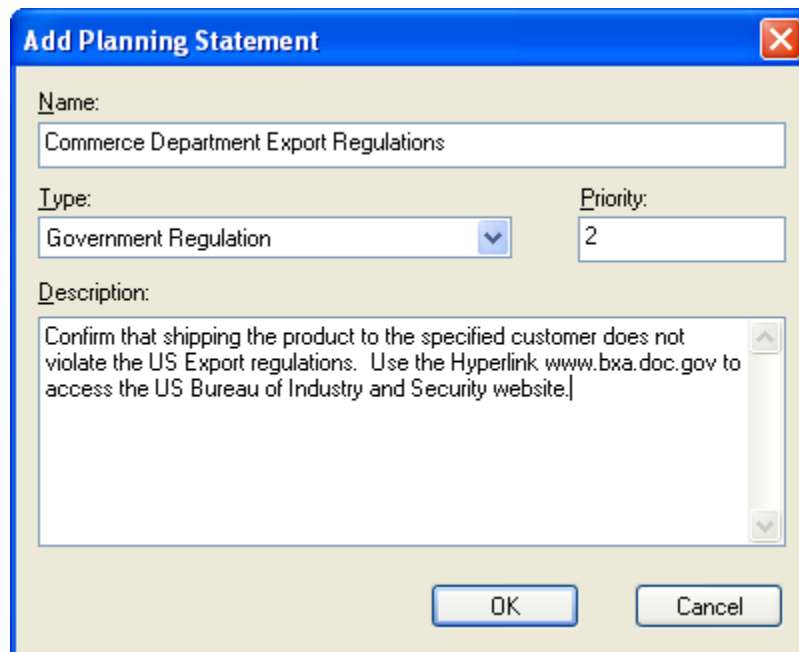 Add Planning Statement
Name:
Commerce Department Export Regulations
Type: Priority:
Government Regulation 2
Description:
Confirm that shipping the product to the specified customer does not
violate the US Export regulations.  Use the Hyperlink www.bxa.doc.gov to
access the US Bureau of Industry and Security website.
OK Cancel